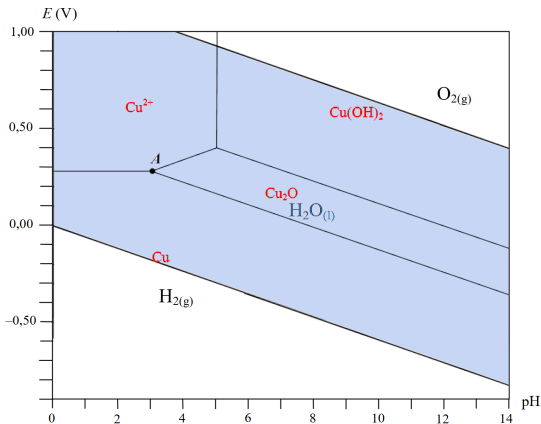 E (V)
1,00
O₂₍g₎
Cu²⁺
Cu(OH)₂
0,50
A
Cu₂O
H₂O₍l₎
0,00
Cu
H₂₍g₎
−0,50
pH
0 2 4 6 8 10 12 14